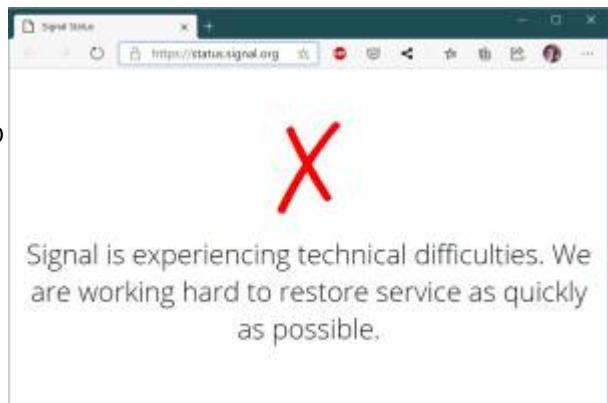 Signal Status
https://status.signal.org
Signal is experiencing technical difficulties. We
are working hard to restore service as quickly
as possible.